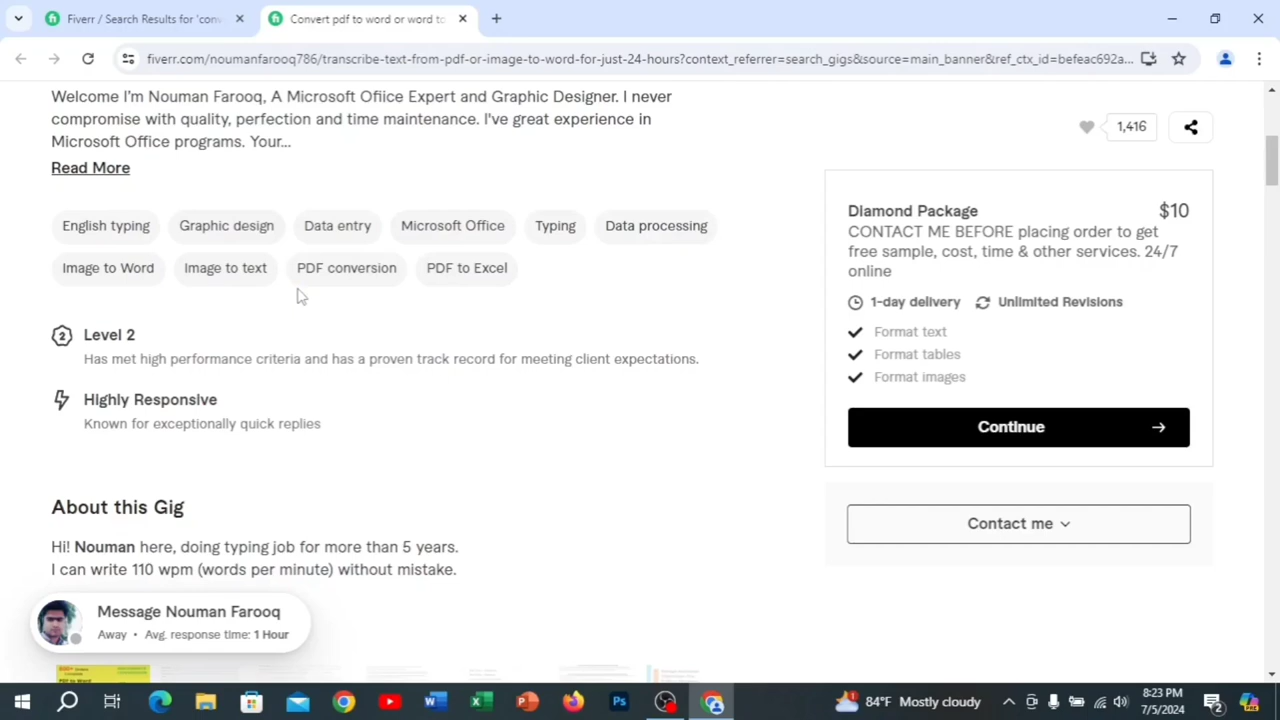 Fiverr / Search Results for 'conv
Convert pdf to word or word to
fiverr.com/noumanfarooq786/transcribe-text-from-pdf-or-image-to-word-for-just-24-hours?context_referrer=search_gigs&source=main_banner&ref_ctx_id=befeac692a...
Welcome I'm Nouman Farooq, A Microsoft Ofiice Expert and Graphic Designer. I never
compromise with quality, perfection and time maintenance. I've great experience in
Microsoft Office programs. Your...
Read More
1,416
English typing
Graphic design
Data entry
Microsoft Office
Typing
Data processing
Image to Word
Image to text
PDF conversion
PDF to Excel
2
Level 2
Has met high performance criteria and has a proven track record for meeting client expectations.
Highly Responsive
Known for exceptionally quick replies
Diamond Package
$10
CONTACT ME BEFORE placing order to get
free sample, cost, time & other services. 24/7
online
1-day delivery
Unlimited Revisions
Format text
Format tables
Format images
Continue
Contact me
About this Gig
Hi! Nouman here, doing typing job for more than 5 years.
I can write 110 wpm (words per minute) without mistake.
Message Nouman Farooq
Away • Avg. response time: 1 Hour
PDF to Word
84°F Mostly cloudy
8:23 PM
7/5/2024
2